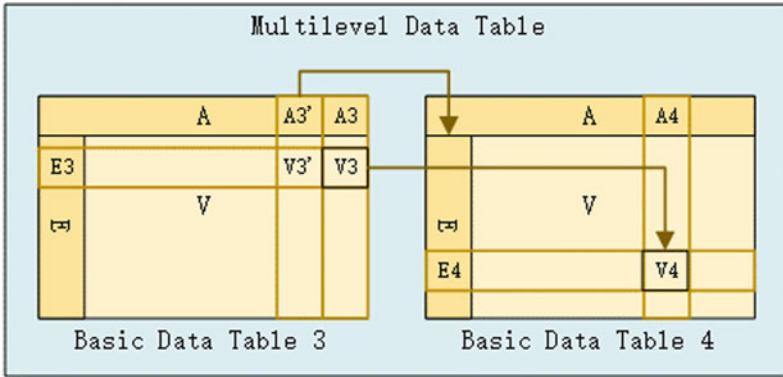 Multilevel Data Table
A A3' A3
E3 V3' V3
E V
Basic Data Table 3
A A4
E V
E4 V4
Basic Data Table 4